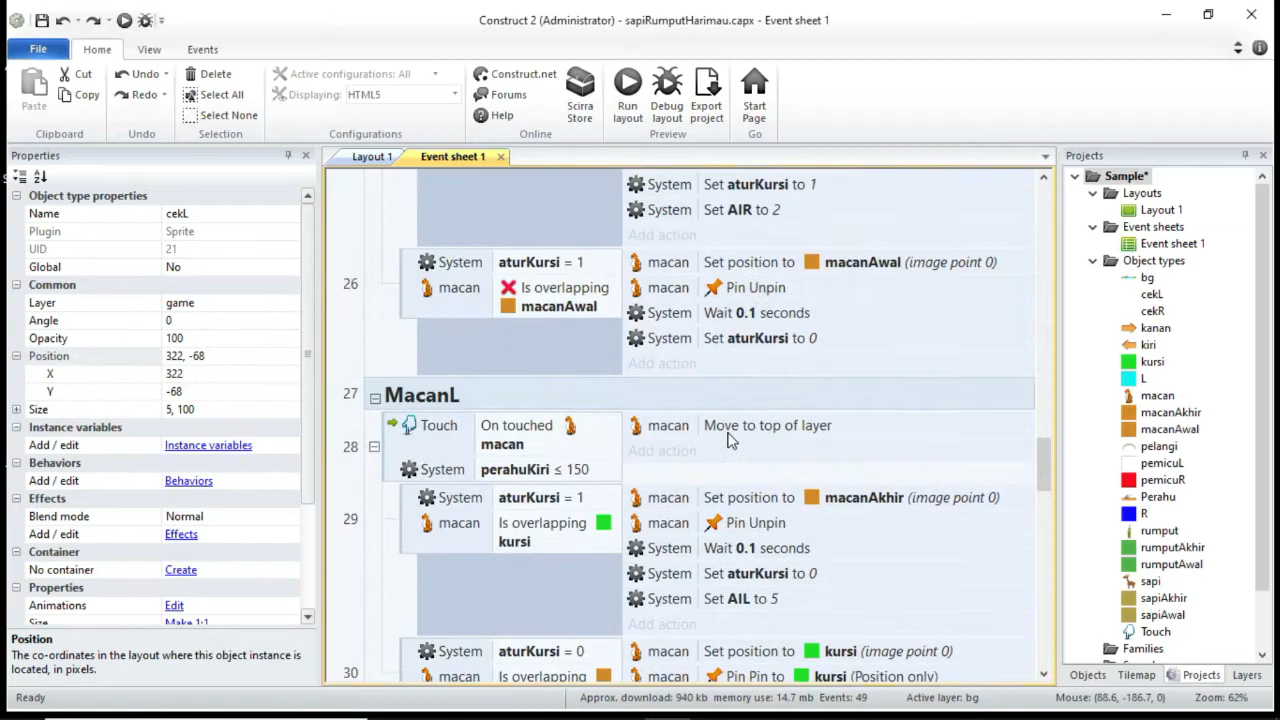 Construct 2 (Administrator) - sapiRumputHarimau.capx - Event sheet 1
File
Home
View
Events
Paste
Cut
Copy
Clipboard
Undo
Redo
Undo
Delete
Select All
Select None
Selection
Active configurations: All
Displaying: HTML5
Configurations
Construct.net
Forums
Help
Scirra Store
Online
Run layout
Debug layout
Export project
Preview
Start Page
Go
Properties
Object type properties
Name cekL
Plugin Sprite
UID 21
Global No
Common
Layer game
Angle 0
Opacity 100
Position 322, -68
X 322
Y -68
Size 5, 100
Instance variables
Add / edit Instance variables
Behaviors
Add / edit Behaviors
Effects
Blend mode Normal
Add / edit Effects
Container
No container Create
Properties
Animations Edit
Size Make 1:1
Position
The co-ordinates in the layout where this object instance is
located, in pixels.
Layout 1
Event sheet 1
System Set aturKursi to 1
System Set AIR to 2
Add action
26
System aturKursi = 1
macan Is overlapping
macanAwal
macan Set position to macanAwal (image point 0)
macan Pin Unpin
System Wait 0.1 seconds
System Set aturKursi to 0
Add action
27 MacanL
28
Touch On touched
macan
System perahuKiri ≤ 150
macan Move to top of layer
Add action
29
System aturKursi = 1
macan Is overlapping
kursi
macan Set position to macanAkhir (image point 0)
macan Pin Unpin
System Wait 0.1 seconds
System Set aturKursi to 0
System Set AIL to 5
Add action
30
System aturKursi = 0
macan Is overlapping
macan Set position to kursi (image point 0)
macan Pin Pin to kursi (Position only)
Projects
Sample*
Layouts
Layout 1
Event sheets
Event sheet 1
Object types
bg
cekL
cekR
kanan
kiri
kursi
L
macan
macanAkhir
macanAwal
pelangi
pemicuL
pemicuR
Perahu
R
rumput
rumputAkhir
rumputAwal
sapi
sapiAkhir
sapiAwal
Touch
Families
Objects
Tilemap
Projects
Layers
Ready
Approx. download: 940 kb memory use: 14.7 mb Events: 49
Active layer: bg
Mouse: (88.6, -186.7, 0)
Zoom: 62%